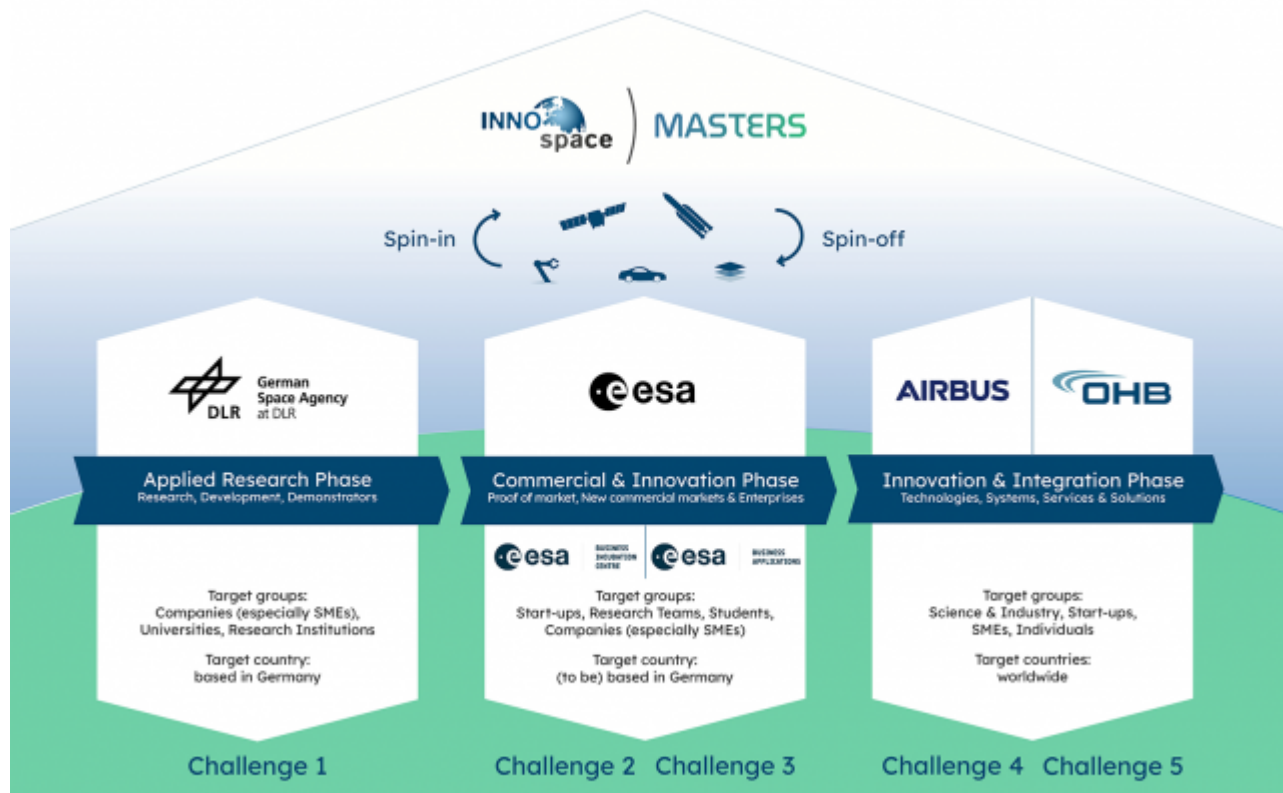 INNO
space
MASTERS
Spin-in
Spin-off
DLR
German
Space Agency
at DLR
esa
AIRBUS
OHB
Applied Research Phase
Research, Development, Demonstrators
Commercial & Innovation Phase
Proof of market, New commercial markets & Enterprises
Innovation & Integration Phase
Technologies, Systems, Services & Solutions
esa
BUSINESS
INCUBATION
CENTRE
esa
BUSINESS
APPLICATIONS
Target groups:
Companies (especially SMEs),
Universities, Research Institutions
Target country:
based in Germany
Target groups:
Start-ups, Research Teams, Students,
Companies (especially SMEs)
Target country:
(to be) based in Germany
Target groups:
Science & Industry, Start-ups,
SMEs, Individuals
Target countries:
worldwide
Challenge 1
Challenge 2
Challenge 3
Challenge 4
Challenge 5